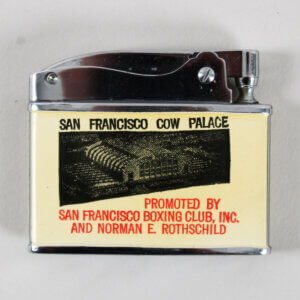 SAN FRANCISCO COW PALACE
PROMOTED BY
SAN FRANCISCO BOXING CLUB, INC.
AND NORMAN E. ROTHSCHILD